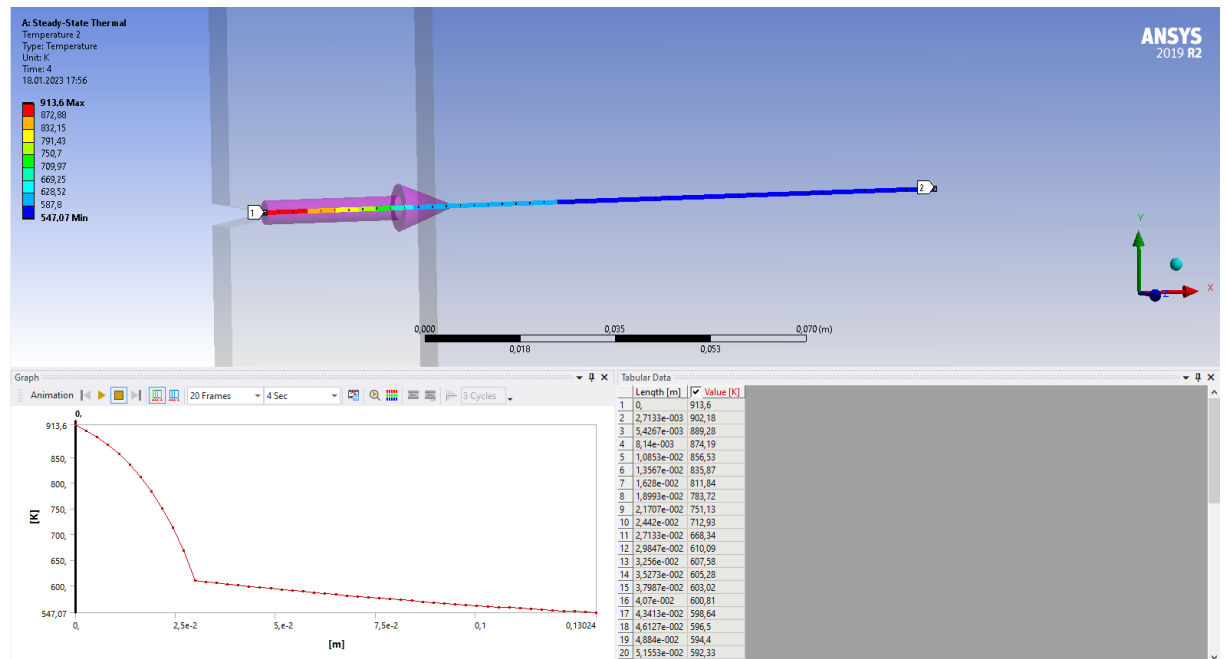 A: Steady-State Thermal
Temperature 2
Type: Temperature
Unit: K
Time: 4
18.01.2023 17:56
913,6 Max
872,88
832,15
791,43
750,7
709,97
669,25
628,52
587,8
547,07 Min
ANSYS
2019 R2
1
2
Y
X
Z
0,000
0,035
0,070 (m)
0,018
0,053
Graph
Animation
20 Frames
4 Sec
3 Cycles
0,
913,6
850,
800,
750,
700,
650,
600,
547,07
[K]
0,
2,5e-2
5,e-2
7,5e-2
0,1
0,13024
[m]
Tabular Data
Length [m] Value [K]
1 0, 913,6
2 2,7133e-003 902,18
3 5,4267e-003 889,28
4 8,14e-003 874,19
5 1,0853e-002 856,53
6 1,3567e-002 835,87
7 1,628e-002 811,84
8 1,8993e-002 783,72
9 2,1707e-002 751,13
10 2,442e-002 712,93
11 2,7133e-002 668,34
12 2,9847e-002 610,09
13 3,256e-002 607,58
14 3,5273e-002 605,28
15 3,7987e-002 603,02
16 4,07e-002 600,81
17 4,3413e-002 598,64
18 4,6127e-002 596,5
19 4,884e-002 594,4
20 5,1553e-002 592,33